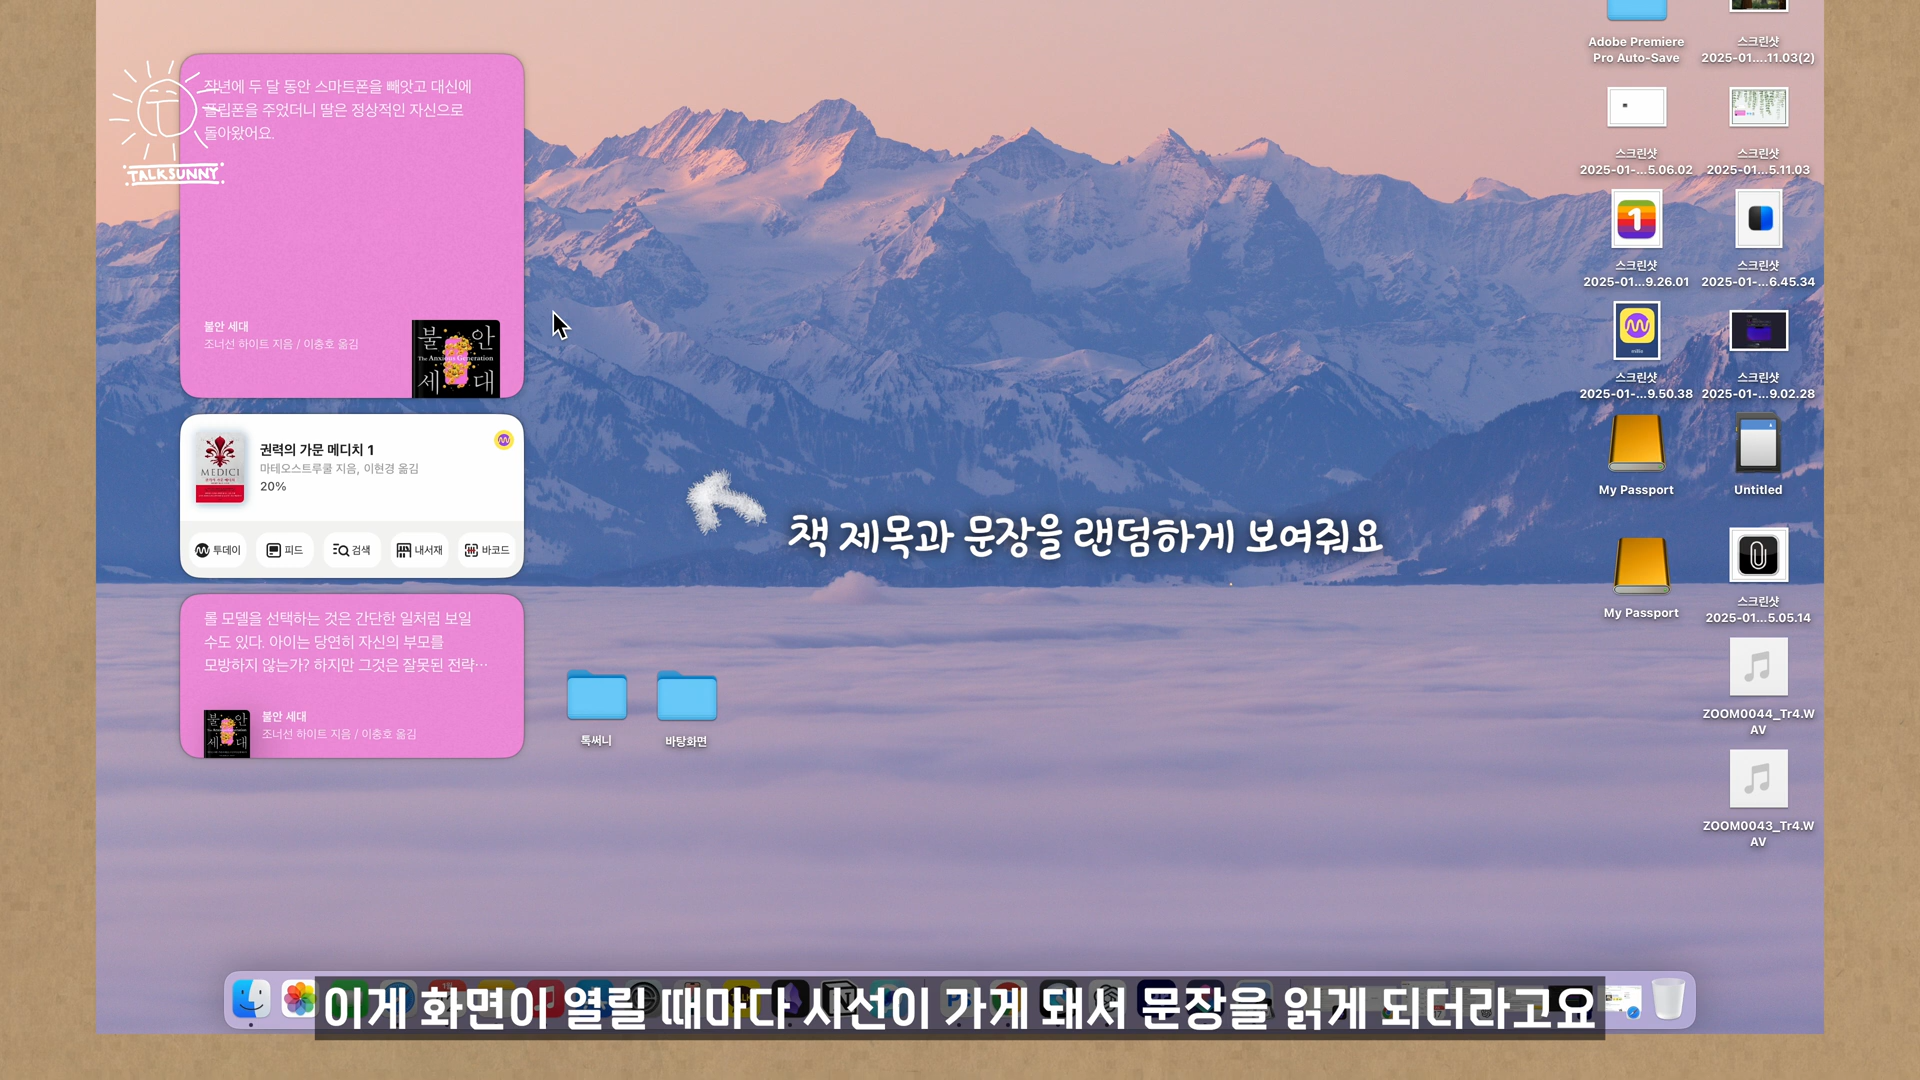 TALKSUNNY
작년에 두 달 동안 스마트폰을 빼앗고 대신에
플립폰을 주었더니 딸은 정상적인 자신으로
돌아왔어요.
불안 세대
조너선 하이트 지음 / 이충호 옮김
불안
The Anxious Generation
세대
MEDICI
권력의 가문 메디치 1
마테오스트루쿨 지음, 이현경 옮김
20%
투데이
피드
검색
내서재
바코드
롤 모델을 선택하는 것은 간단한 일처럼 보일
수도 있다. 아이는 당연히 자신의 부모를
모방하지 않는가? 하지만 그것은 잘못된 전략…
불안
세대
불안 세대
조너선 하이트 지음 / 이충호 옮김
책 제목과 문장을 랜덤하게 보여줘요
톡써니
바탕화면
Adobe Premiere
Pro Auto-Save
스크린샷
2025-01....11.03(2)
스크린샷
2025-01-...5.06.02
스크린샷
2025-01...5.11.03
1
스크린샷
2025-01...9.26.01
스크린샷
2025-01-...6.45.34
millie
스크린샷
2025-01-...9.50.38
스크린샷
2025-01-...9.02.28
My Passport
Untitled
My Passport
스크린샷
2025-01...5.05.14
ZOOM0044_Tr4.W
AV
ZOOM0043_Tr4.W
AV
이게 화면이 열릴 때마다 시선이 가게 돼서 문장을 읽게 되더라고요